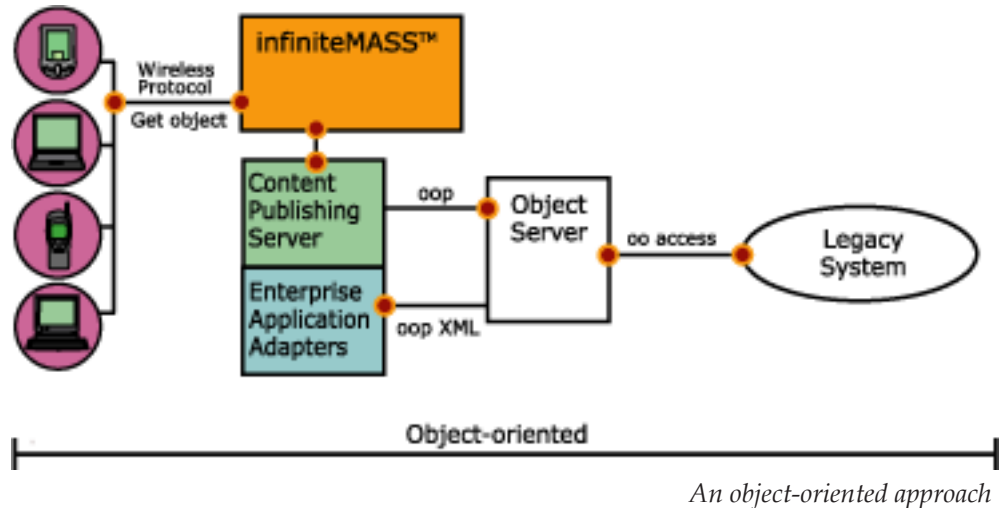 infiniteMASS™
Wireless
Protocol
Get object
Content
Publishing
Server
oop
Object
Server
oo access
Legacy
System
Enterprise
Application
Adapters
oop XML
Object-oriented
An object-oriented approach